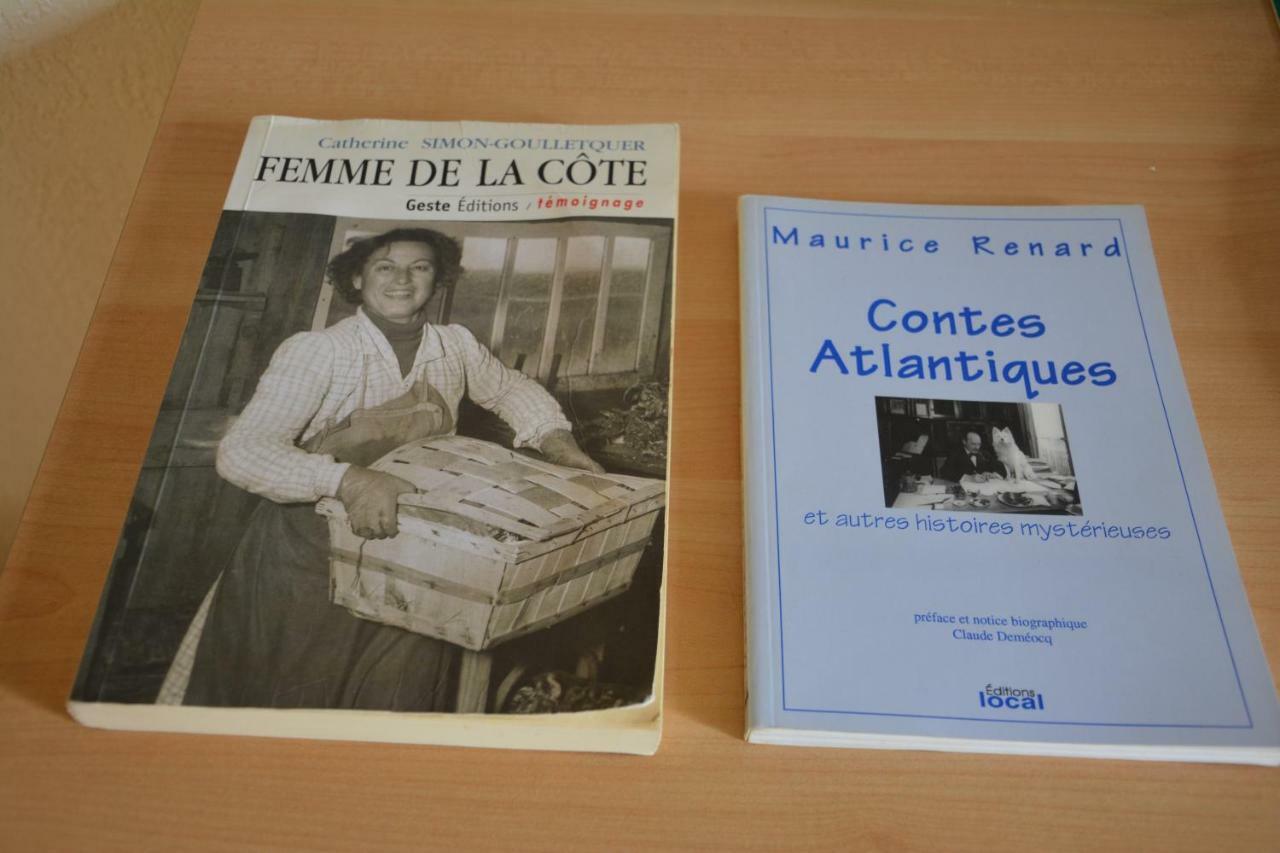 Catherine SIMON-GOULLETQUER
FEMME DE LA CÔTE
Geste Éditions / témoignage
Maurice Renard
Contes
Atlantiques
et autres histoires mystérieuses
préface et notice biographique
Claude Deméocq
Éditions
local